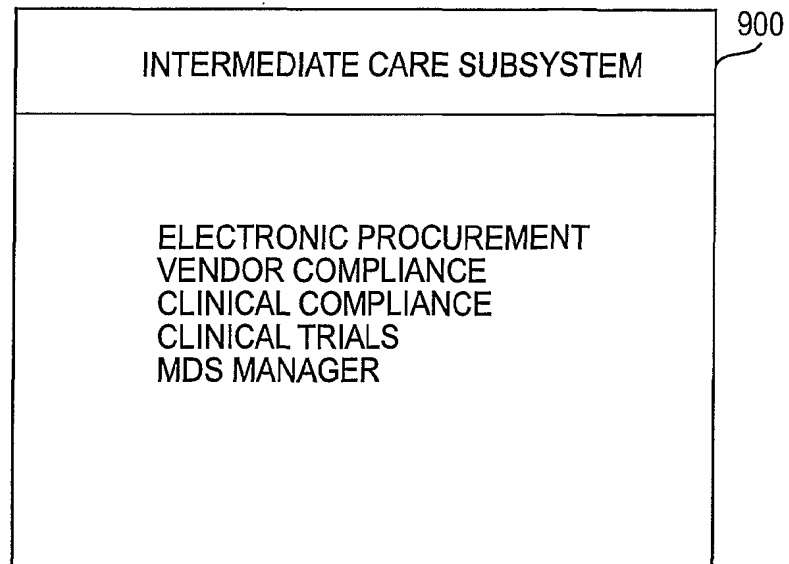 900
INTERMEDIATE CARE SUBSYSTEM
ELECTRONIC PROCUREMENT
VENDOR COMPLIANCE
CLINICAL COMPLIANCE
CLINICAL TRIALS
MDS MANAGER